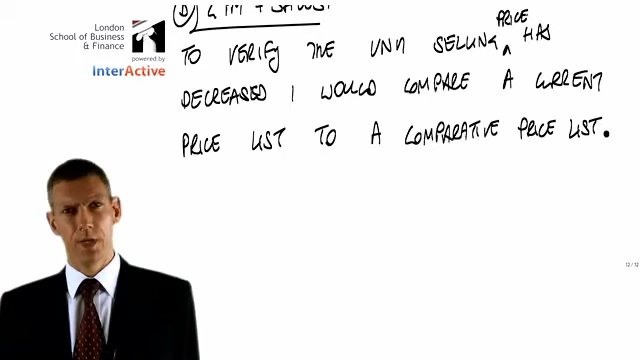 London
School of Business
& Finance
powered by
InterActive
PRICE
TO VERIFY THE UNIT SELLING HAS
DECREASED I WOULD COMPARE A CURRENT
PRICE LIST TO A COMPARATIVE PRICE LIST.
12 / 12